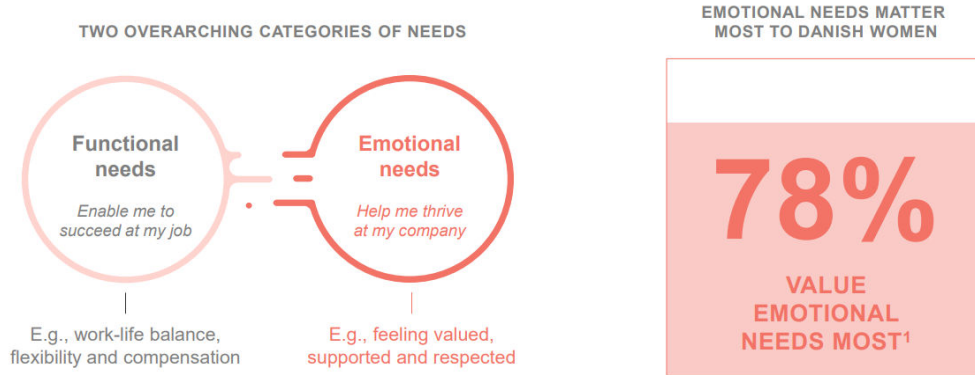 TWO OVERARCHING CATEGORIES OF NEEDS
Functional
needs
Enable me to
succeed at my job
E.g., work-life balance,
flexibility and compensation
Emotional
needs
Help me thrive
at my company
E.g., feeling valued,
supported and respected
EMOTIONAL NEEDS MATTER
MOST TO DANISH WOMEN
78%
VALUE
EMOTIONAL
NEEDS MOST¹